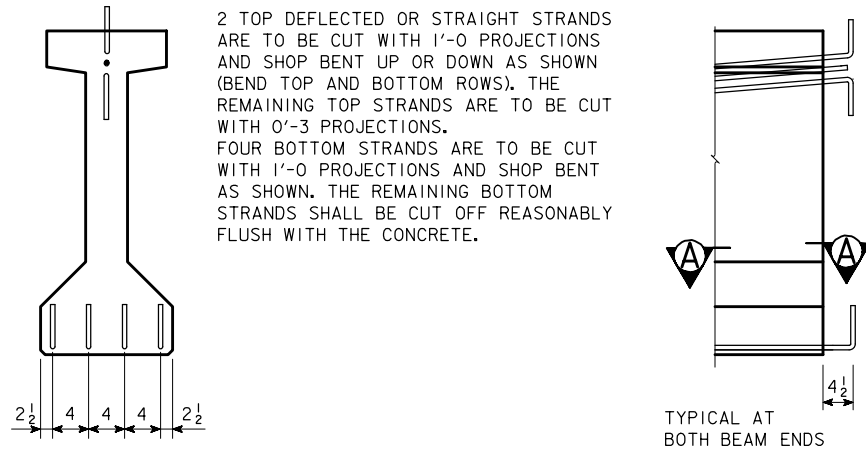 2 TOP DEFLECTED OR STRAIGHT STRANDS
ARE TO BE CUT WITH 1'-0 PROJECTIONS
AND SHOP BENT UP OR DOWN AS SHOWN
(BEND TOP AND BOTTOM ROWS). THE
REMAINING TOP STRANDS ARE TO BE CUT
WITH 0'-3 PROJECTIONS.
FOUR BOTTOM STRANDS ARE TO BE CUT
WITH 1'-0 PROJECTIONS AND SHOP BENT
AS SHOWN. THE REMAINING BOTTOM
STRANDS SHALL BE CUT OFF REASONABLY
FLUSH WITH THE CONCRETE.
A A
2½ 4 4 4 2½
4½
TYPICAL AT
BOTH BEAM ENDS